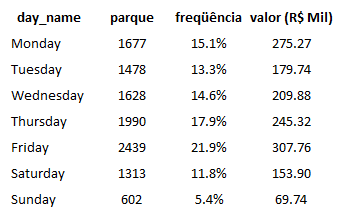 day_name parque freqüência valor (R$ Mil)
Monday 1677 15.1% 275.27
Tuesday 1478 13.3% 179.74
Wednesday 1628 14.6% 209.88
Thursday 1990 17.9% 245.32
Friday 2439 21.9% 307.76
Saturday 1313 11.8% 153.90
Sunday 602 5.4% 69.74